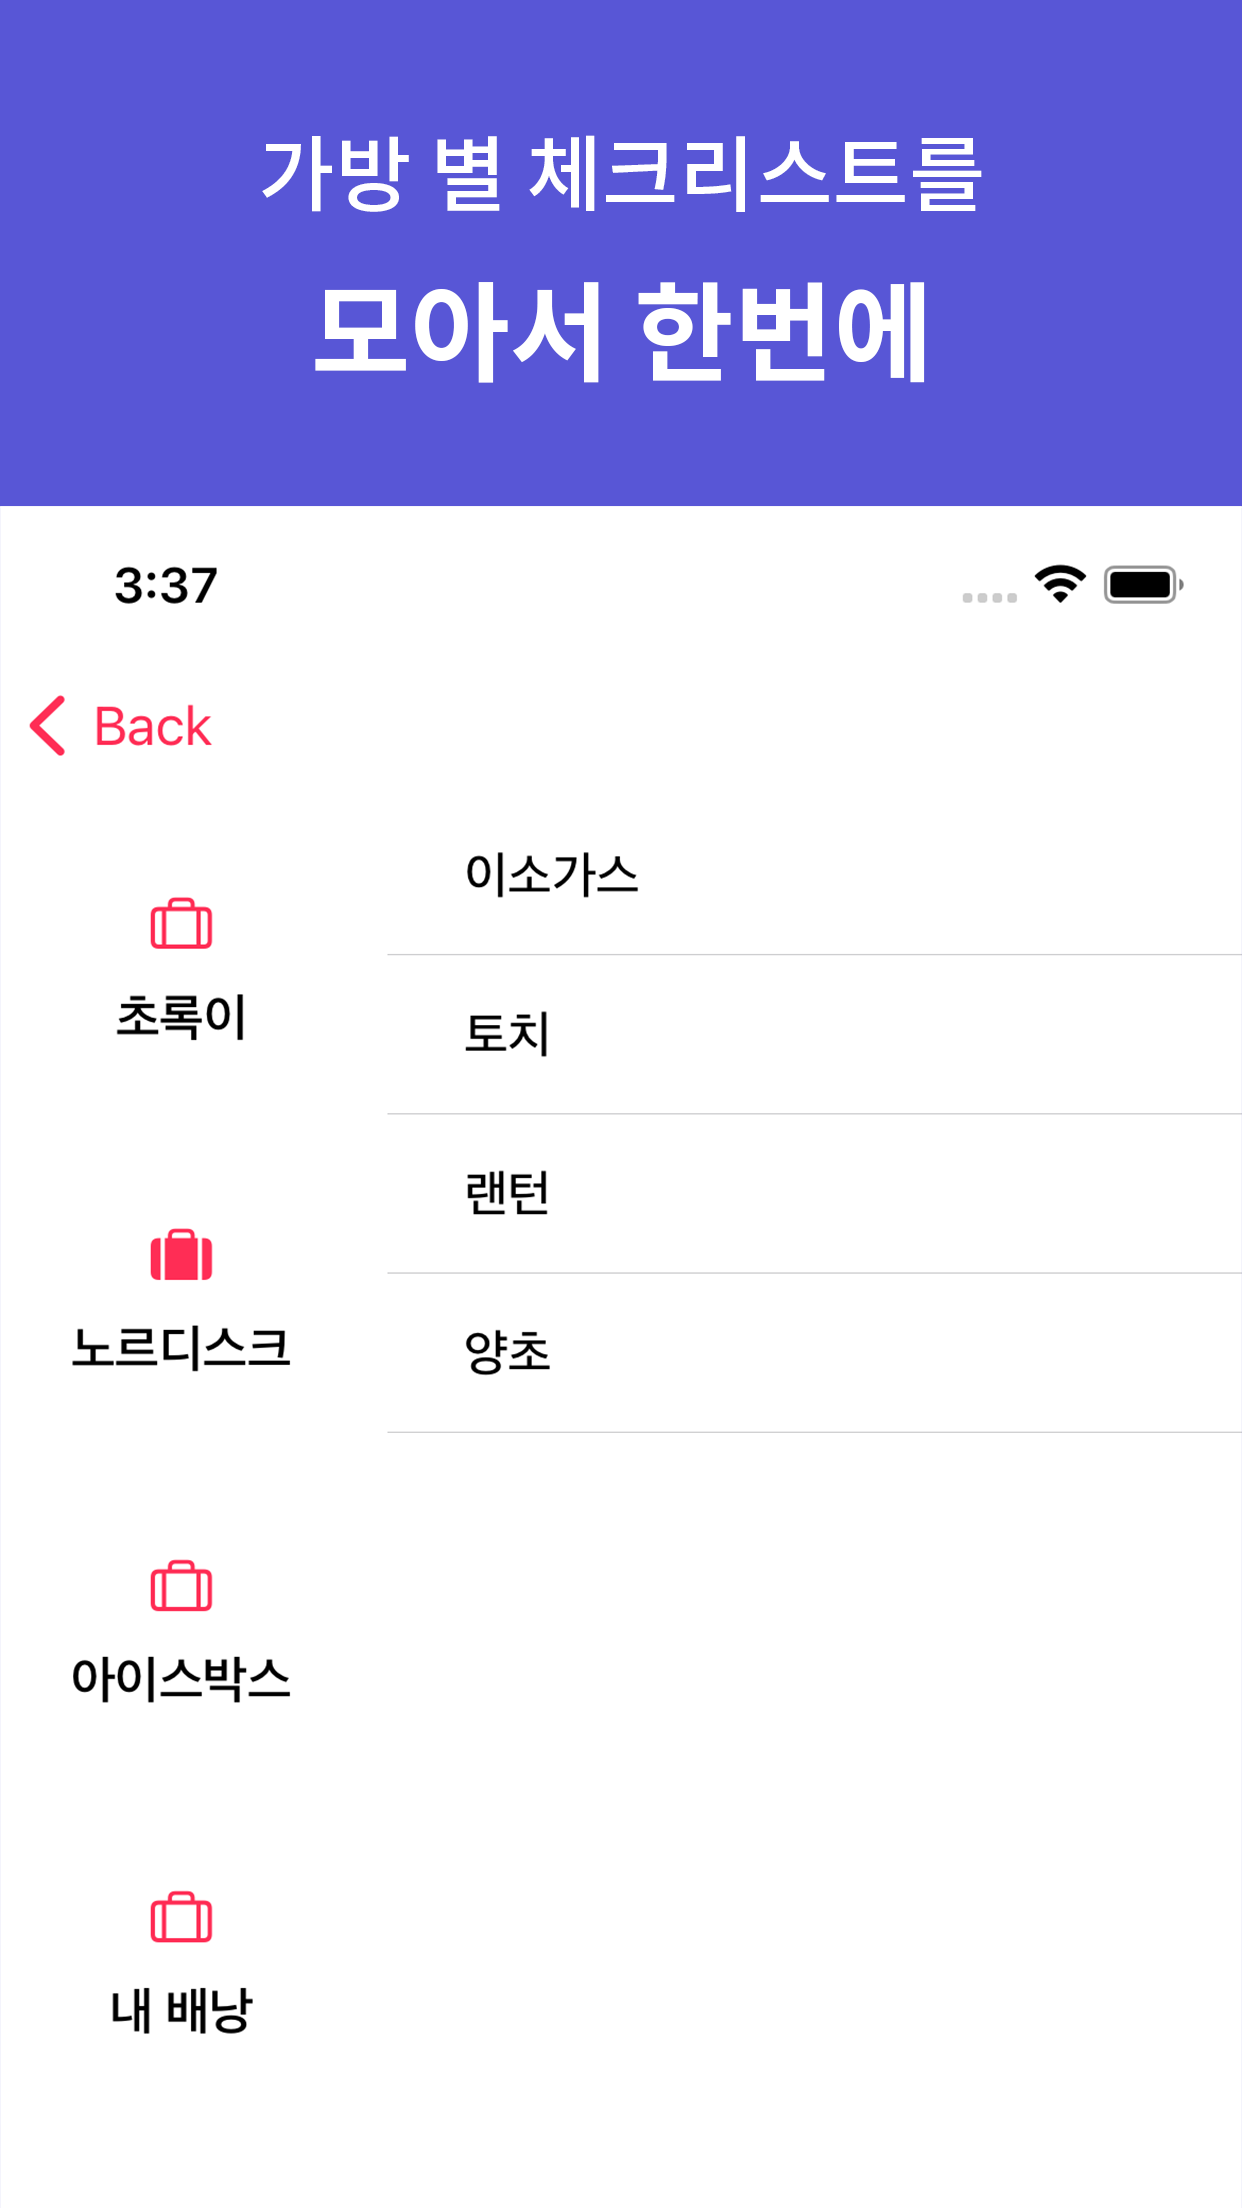 가방 별 체크리스트를
모아서 한번에
3:37
Back
초록이
노르디스크
아이스박스
내 배낭
이소가스
토치
랜턴
양초